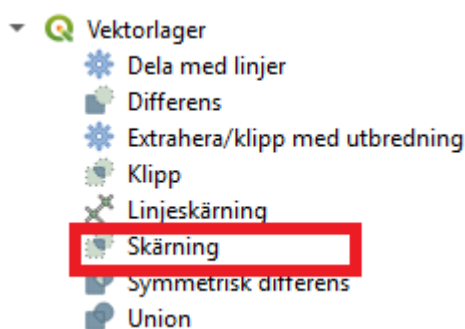 Vektorlager
Dela med linjer
Differens
Extrahera/klipp med utbredning
Klipp
Linjeskärning
Skärning
Symmetrisk differens
Union